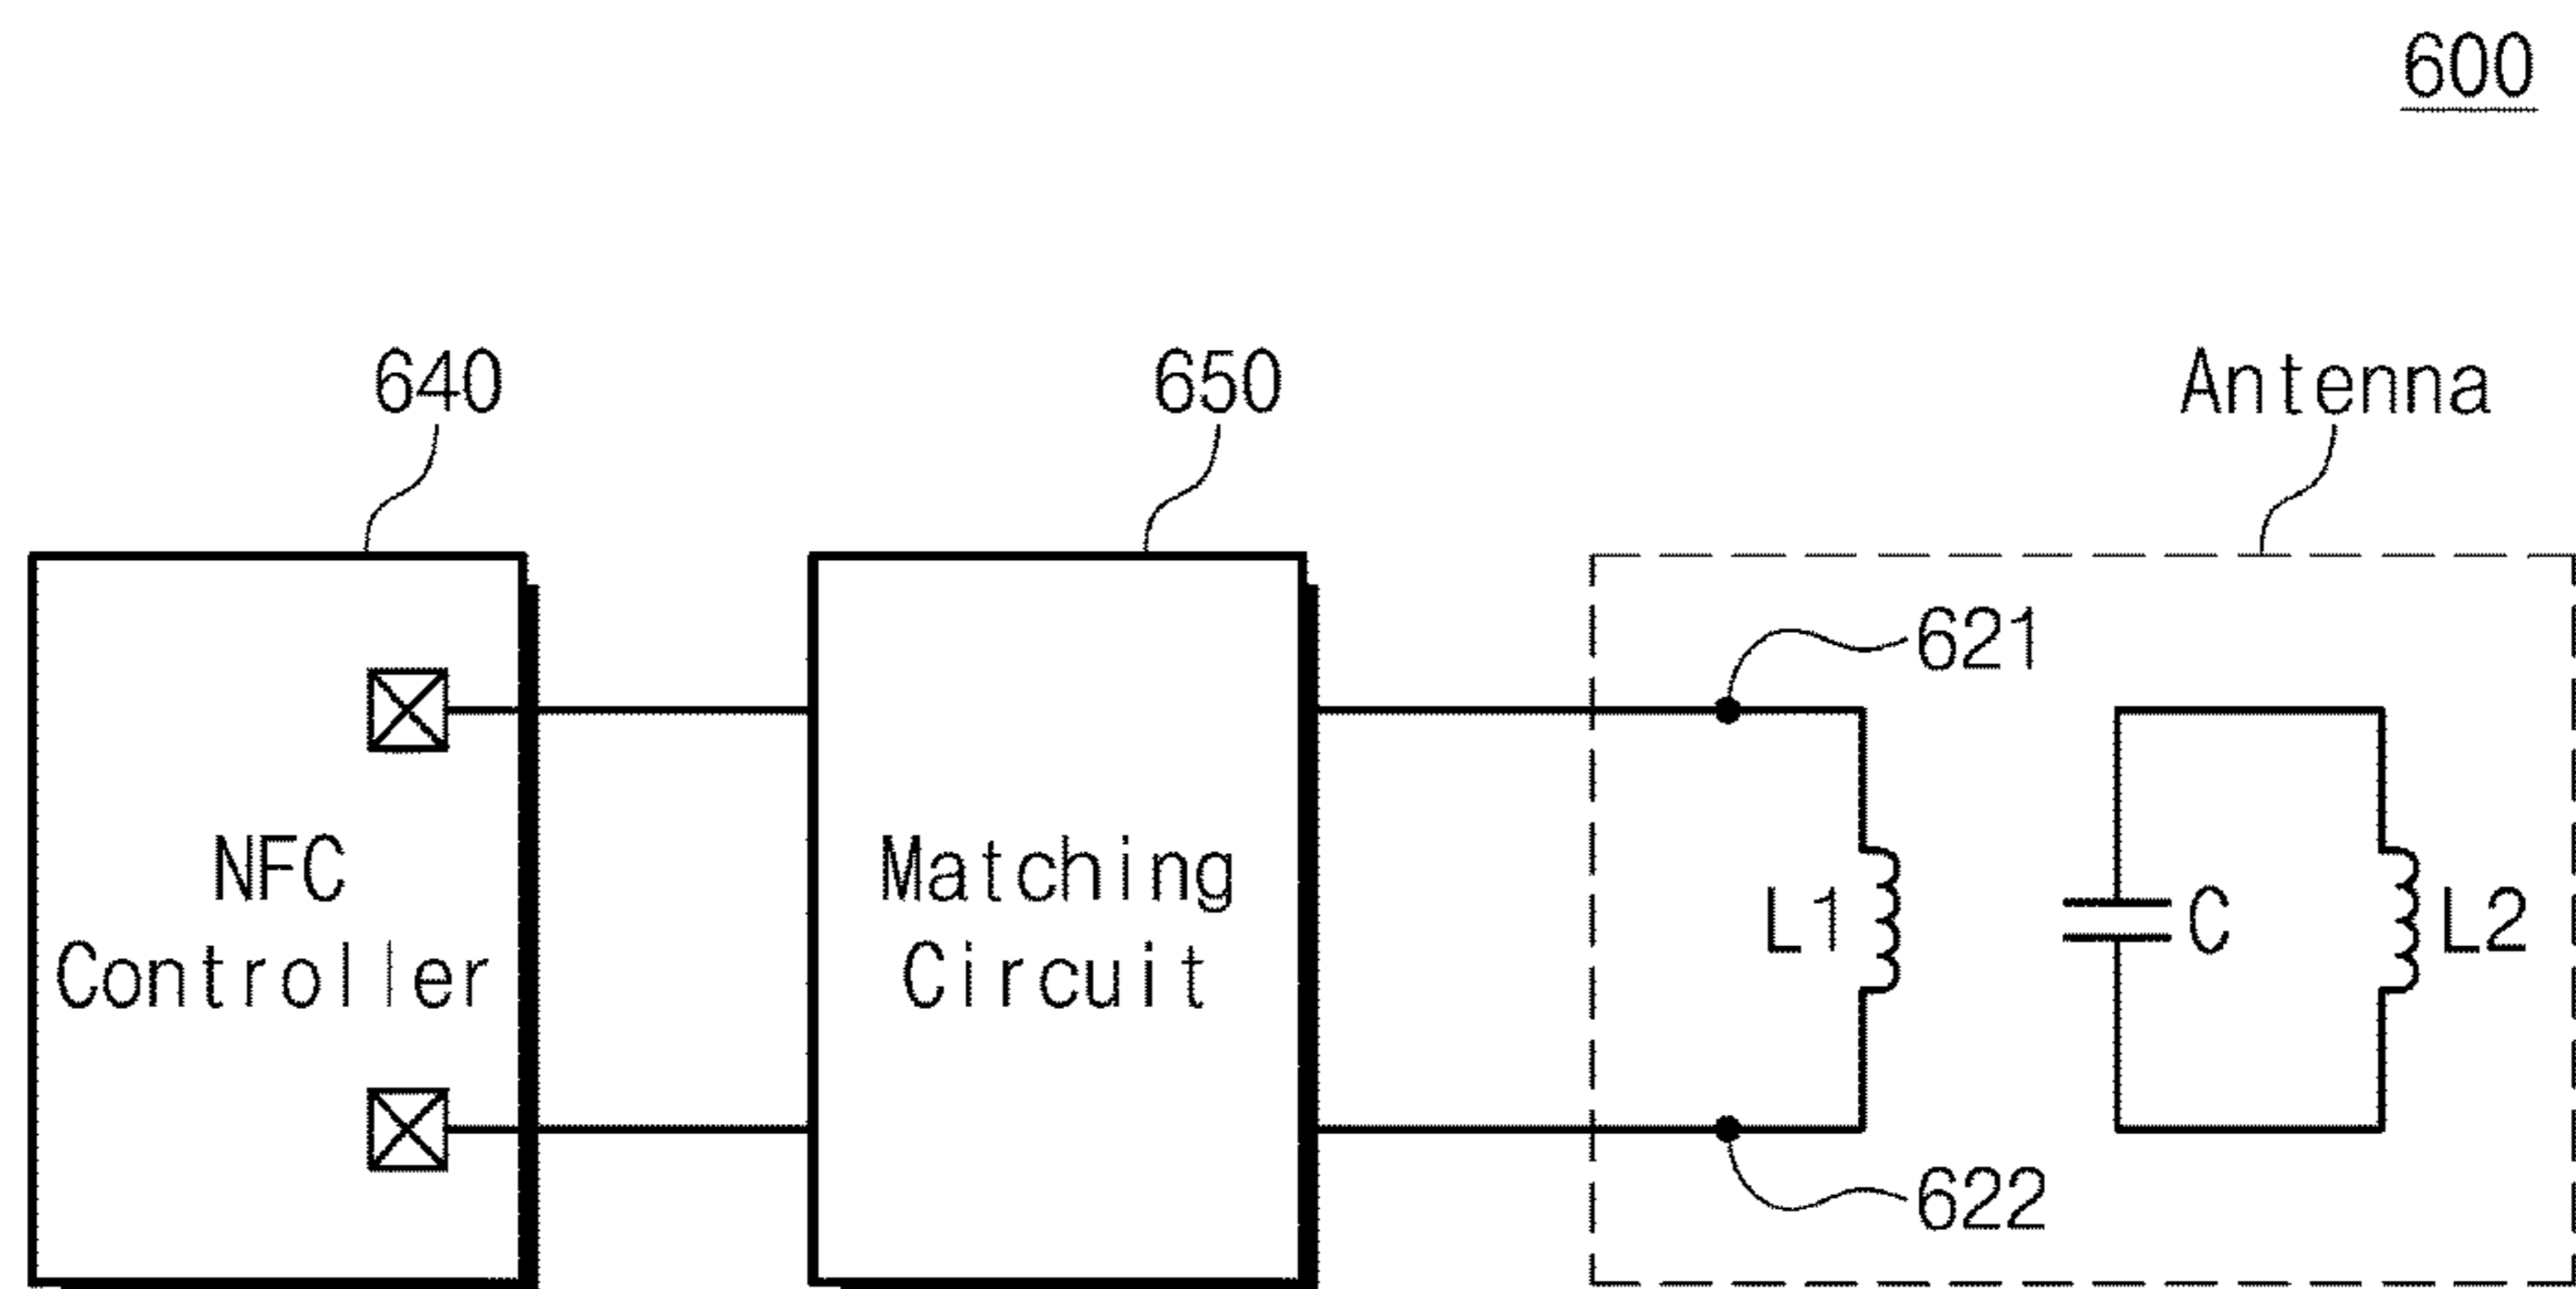 600
640
650
Antenna
621
NFC
Controller
Matching
Circuit
L1
C
L2
622